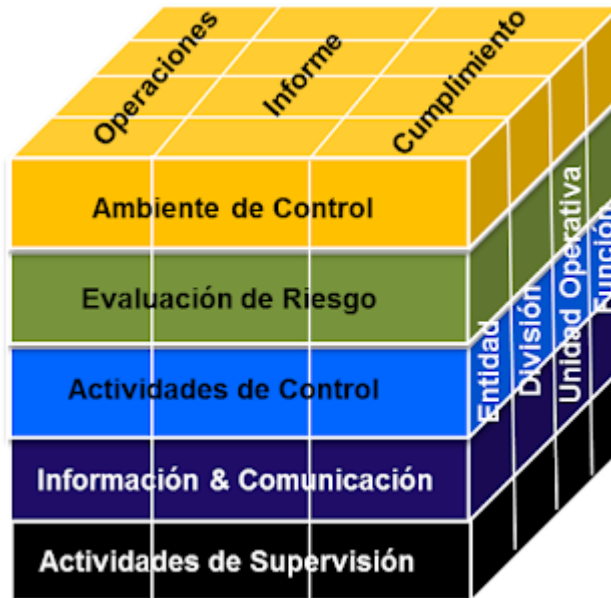 Operaciones
Informe
Cumplimiento
Ambiente de Control
Evaluación de Riesgo
Actividades de Control
Información & Comunicación
Actividades de Supervisión
Entidad
División
Unidad Operativa
Función